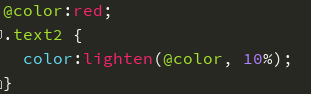 @color:red;
.text2 {
  color:lighten(@color, 10%);
}